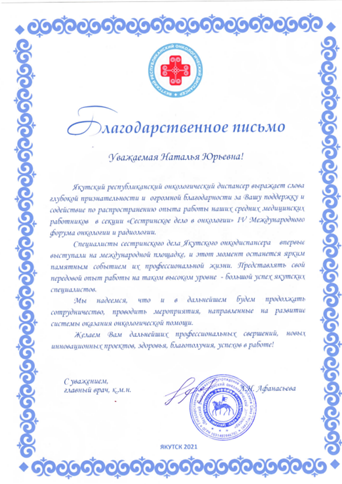 Благодарственное письмо
Уважаемая Наталья Юрьевна!
Якутский республиканский онкологический диспансер выражает слова
глубокой признательности и огромной благодарности за Вашу поддержку и
содействие по распространению опыта работы наших средних медицинских
работников в секции «Сестринское дело в онкологии» IV Международного
форума онкологии и радиологии.
Специалисты сестринского дела Якутского онкодиспансера впервые
выступали на международной площадке, и этот момент останется ярким
памятным событием их профессиональной жизни. Представлять свой
передовой опыт работы на таком высоком уровне - большой успех якутских
специалистов.
Мы надеемся, что и в дальнейшем будем продолжать
сотрудничество, проводить мероприятия, направленные на развитие
системы оказания онкологической помощи.
Желаем Вам дальнейших профессиональных свершений, новых
инновационных проектов, здоровья, благополучия, успехов в работе!
С уважением,
главный врач, к.м.н.
Афанасьева
ЯКУТСК 2021